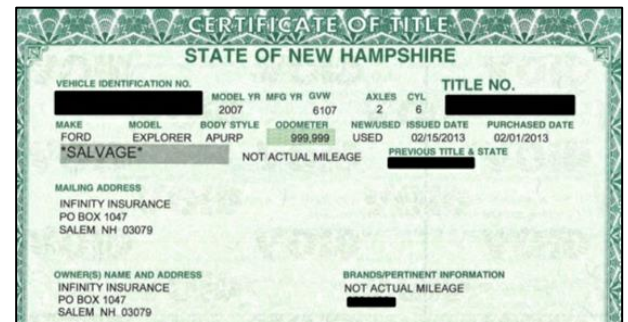 CERTIFICATE OF TITLE
STATE OF NEW HAMPSHIRE
VEHICLE IDENTIFICATION NO.
TITLE NO.
MODEL YR MFG YR GVW AXLES CYL
2007 6107 2 6
MAKE MODEL BODY STYLE ODOMETER NEW/USED ISSUED DATE PURCHASED DATE
FORD EXPLORER APURP 999,999 USED 02/15/2013 02/01/2013
*SALVAGE* NOT ACTUAL MILEAGE PREVIOUS TITLE & STATE
MAILING ADDRESS
INFINITY INSURANCE
PO BOX 1047
SALEM NH 03079
OWNER(S) NAME AND ADDRESS BRANDS/PERTINENT INFORMATION
INFINITY INSURANCE NOT ACTUAL MILEAGE
PO BOX 1047
SALEM NH 03079